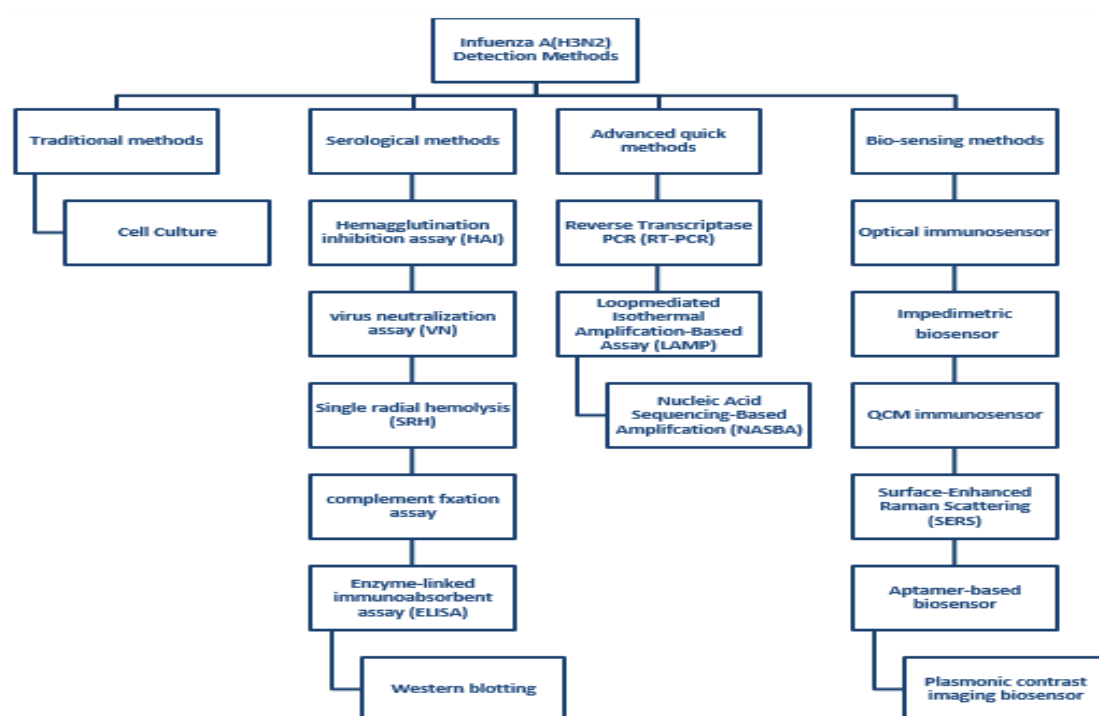 Infuenza A(H3N2)
Detection Methods
Traditional methods
Cell Culture
Serological methods
Hemagglutination
inhibition assay (HAI)
virus neutralization
assay (VN)
Single radial hemolysis
(SRH)
complement fxation
assay
Enzyme-linked
immunoabsorbent
assay (ELISA)
Western blotting
Advanced quick
methods
Reverse Transcriptase
PCR (RT-PCR)
Loopmediated
Isothermal
Amplifcation-Based
Assay (LAMP)
Nucleic Acid
Sequencing-Based
Amplifcation (NASBA)
Bio-sensing methods
Optical immunosensor
Impedimetric
biosensor
QCM immunosensor
Surface-Enhanced
Raman Scattering
(SERS)
Aptamer-based
biosensor
Plasmonic contrast
imaging biosensor